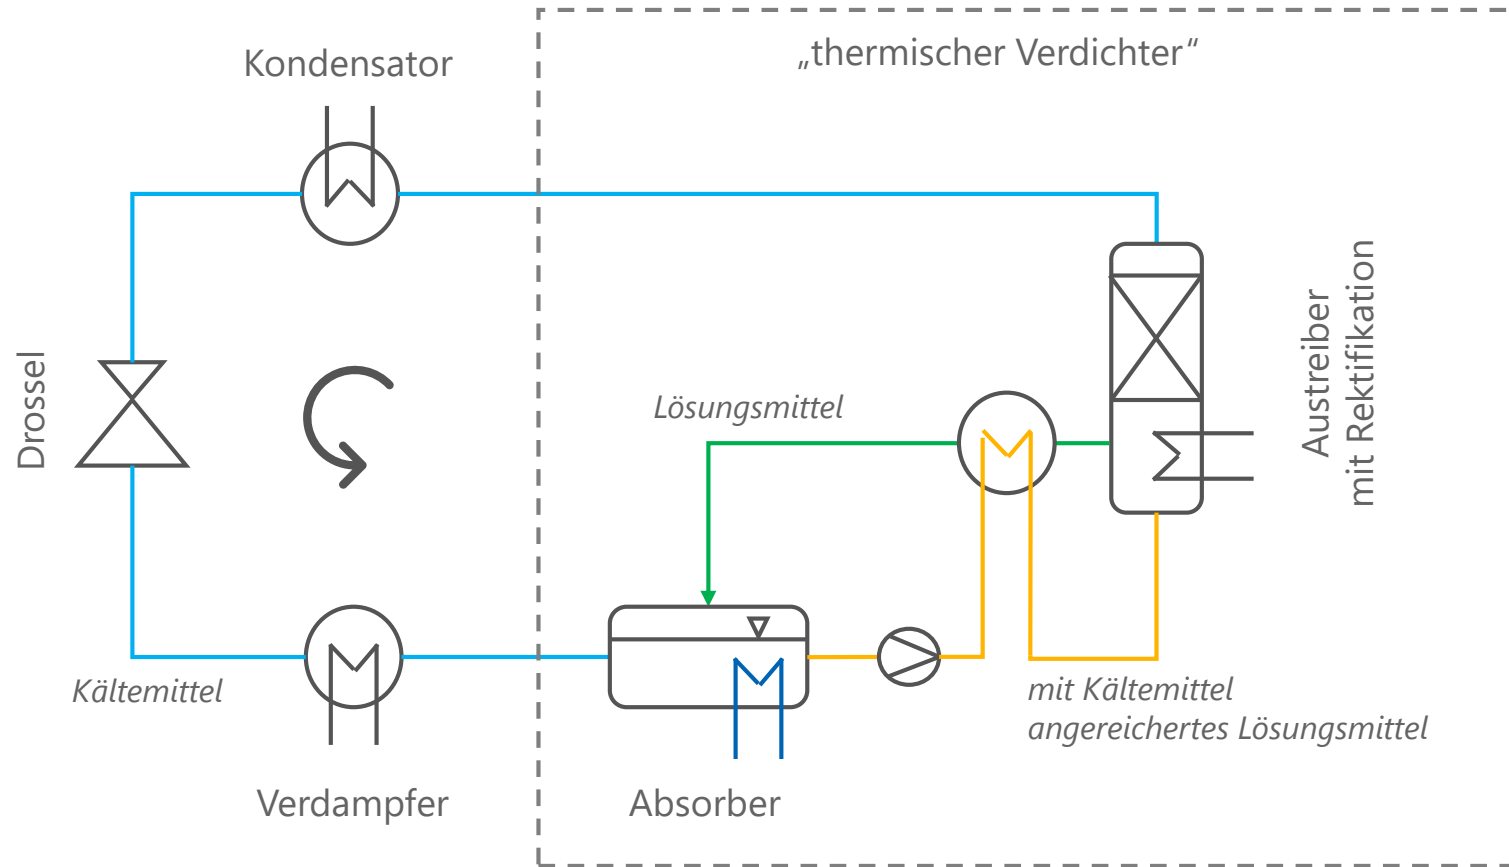 „thermischer Verdichter“
Kondensator
Drossel
Austreiber
mit Rektifikation
Lösungsmittel
Kältemittel
mit Kältemittel
angereichertes Lösungsmittel
Verdampfer
Absorber